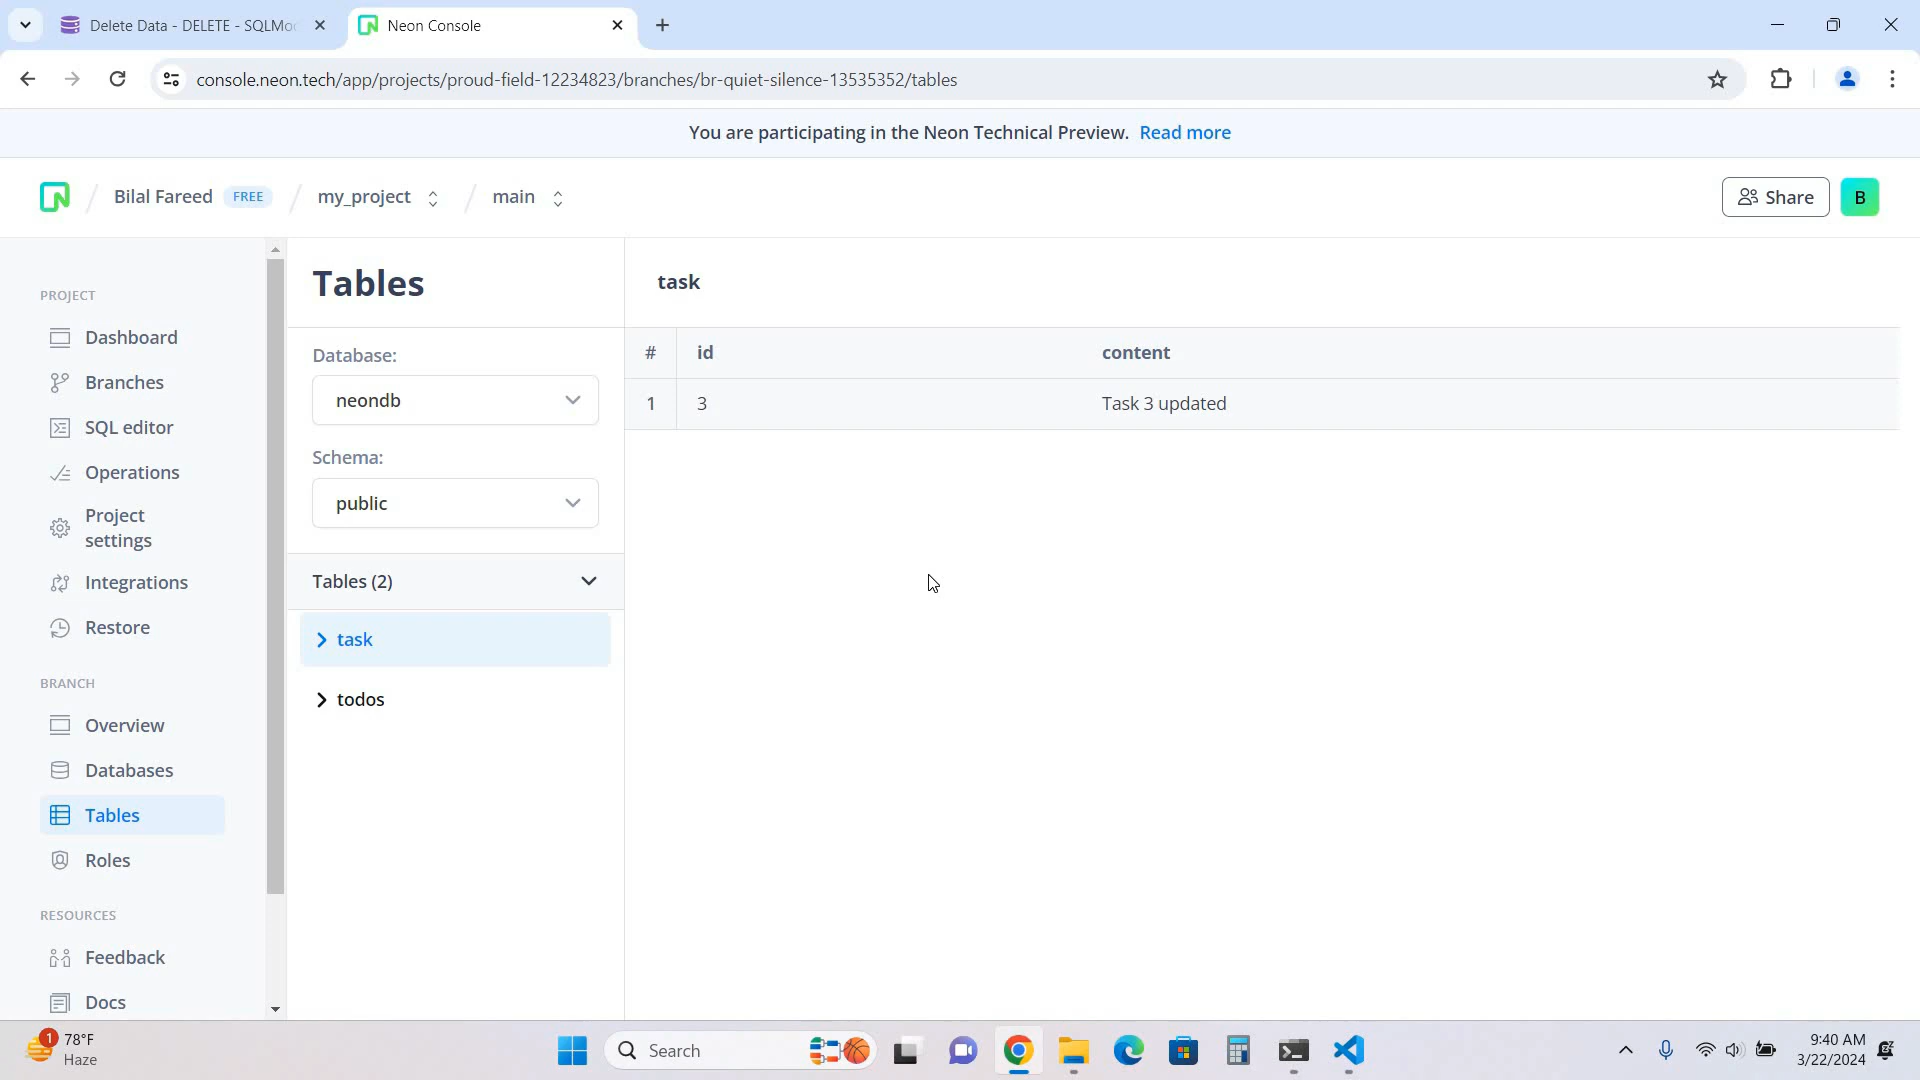 Delete Data - DELETE - SQLMo
Neon Console
console.neon.tech/app/projects/proud-field-12234823/branches/br-quiet-silence-13535352/tables
You are participating in the Neon Technical Preview. Read more
Bilal Fareed FREE my_project main
Share
B
PROJECT
Dashboard
Branches
SQL editor
Operations
Project
settings
Integrations
Restore
BRANCH
Overview
Databases
Tables
Roles
RESOURCES
Feedback
Docs
Tables
Database:
neondb
Schema:
public
Tables (2)
task
todos
task
# id content
1 3 Task 3 updated
1
78°F
Haze
Search
9:40 AM
3/22/2024